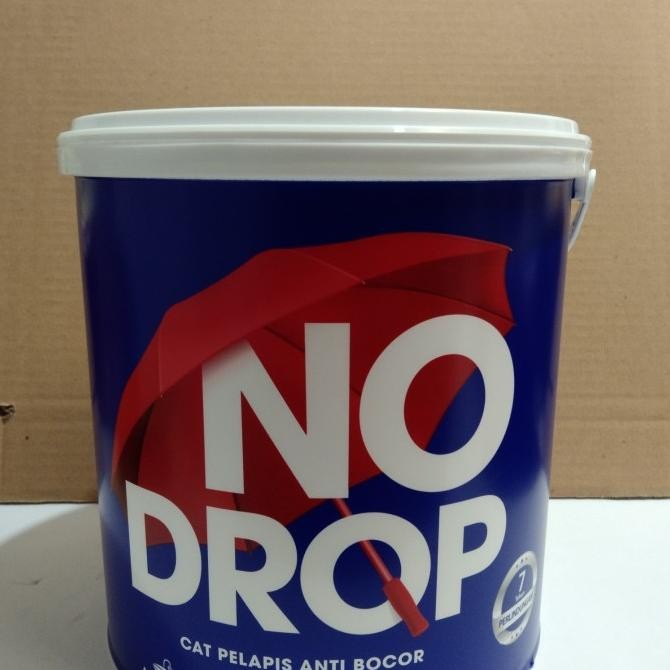 NO
DROP
CAT PELAPIS ANTI BOCOR
7
PERLINDUNGAN